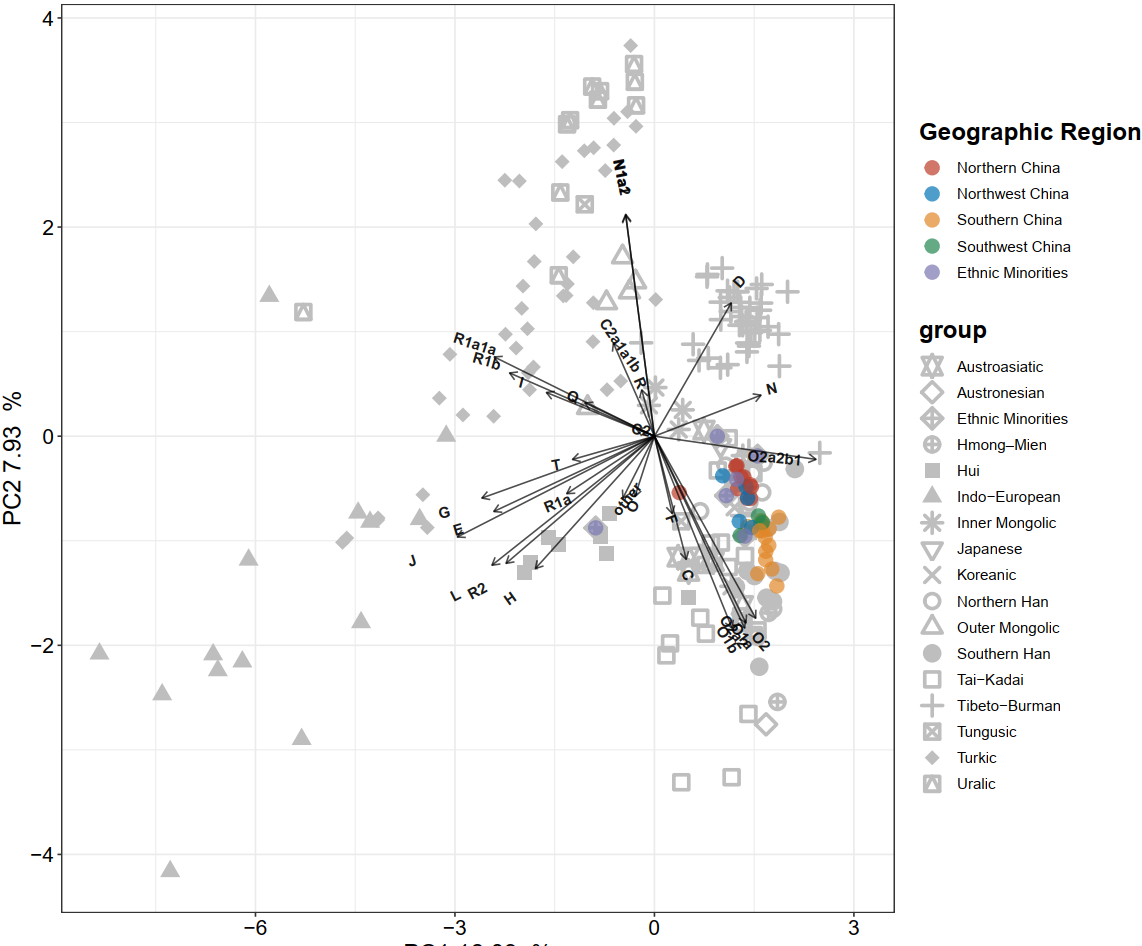 4
2
0
−2
−4
PC2 7.93 %
−6
−3
0
3
N1a2
D
C2a1a1b
R1a1a
R1b
I
Q
R
N
C2
O2a2b1
T
R1a
other
O
F
G
E
J
L
R2
H
C
O1b
O2
Geographic Region
Northern China
Northwest China
Southern China
Southwest China
Ethnic Minorities
group
Austroasiatic
Austronesian
Ethnic Minorities
Hmong−Mien
Hui
Indo−European
Inner Mongolic
Japanese
Koreanic
Northern Han
Outer Mongolic
Southern Han
Tai−Kadai
Tibeto−Burman
Tungusic
Turkic
Uralic